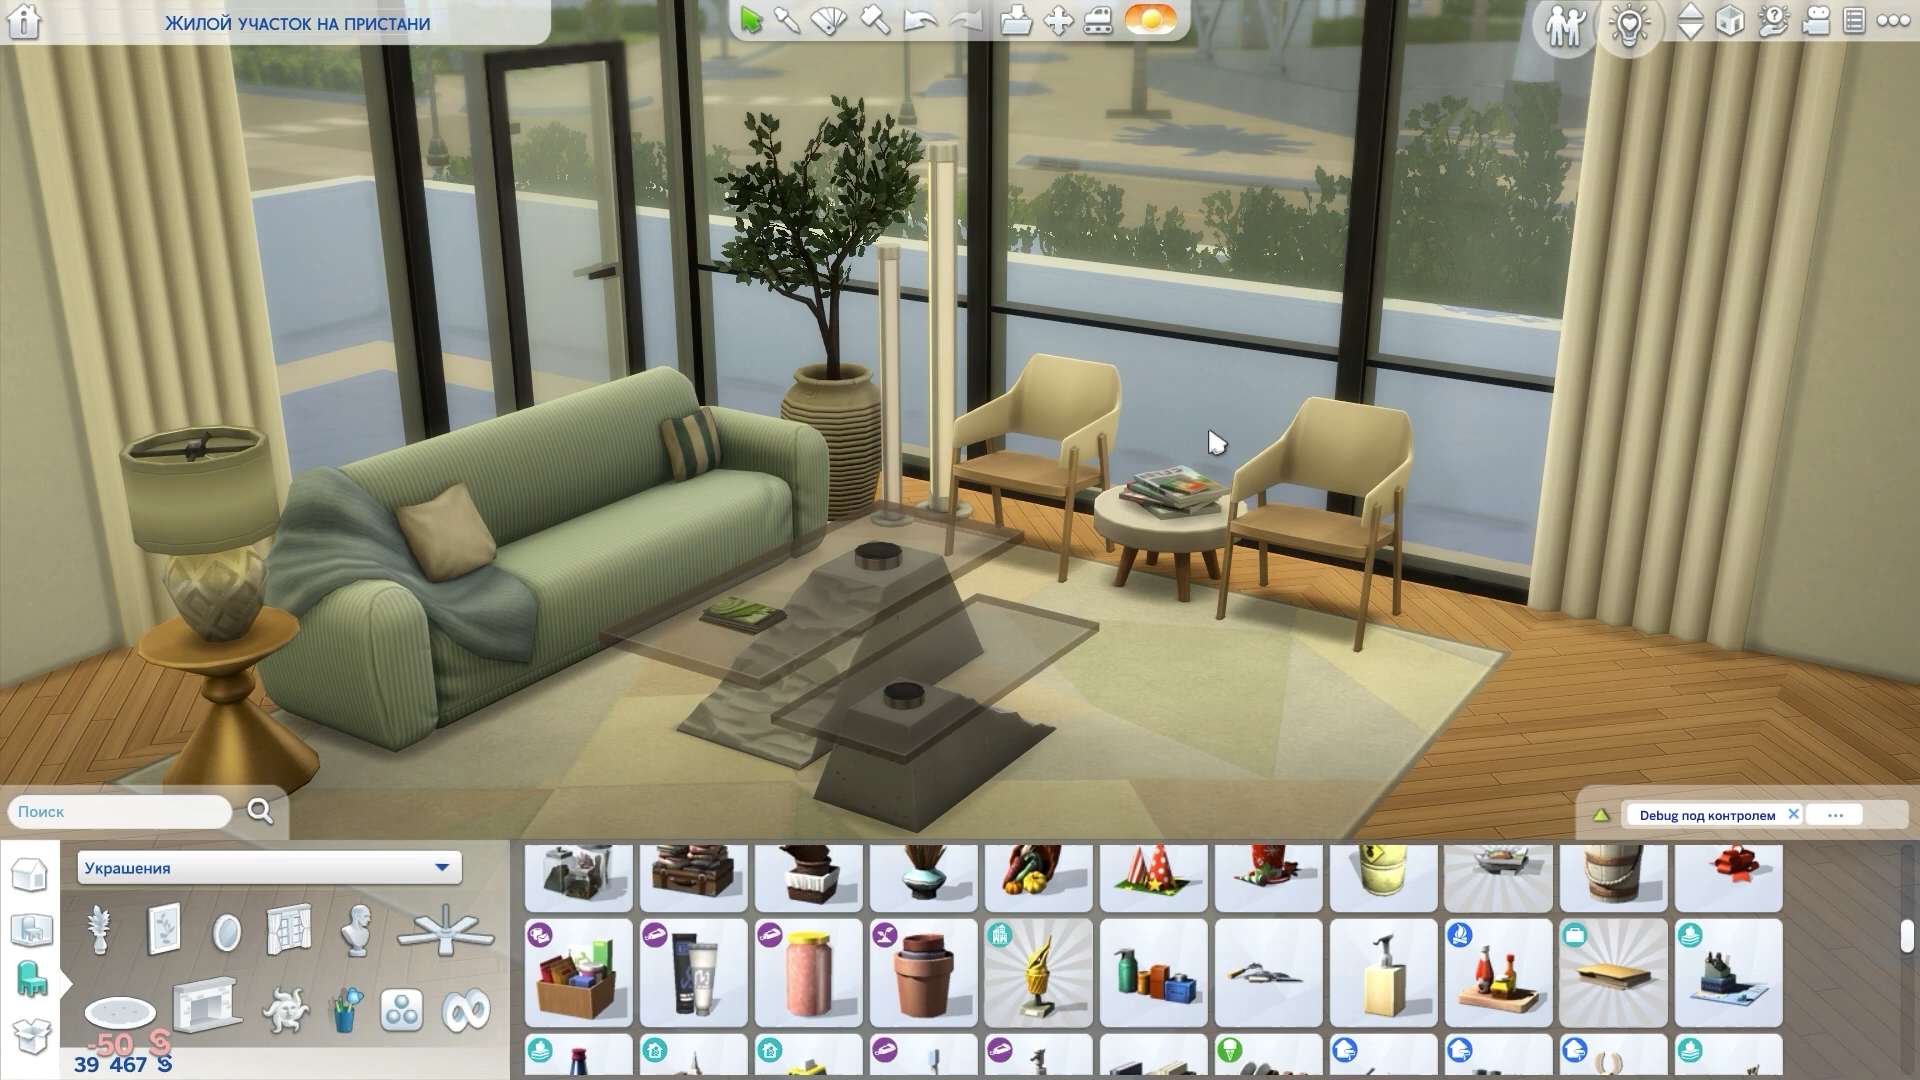 Жилой участок на пристани
Поиск
Debug под контролем
...
Украшения
-50 §
39 467 §